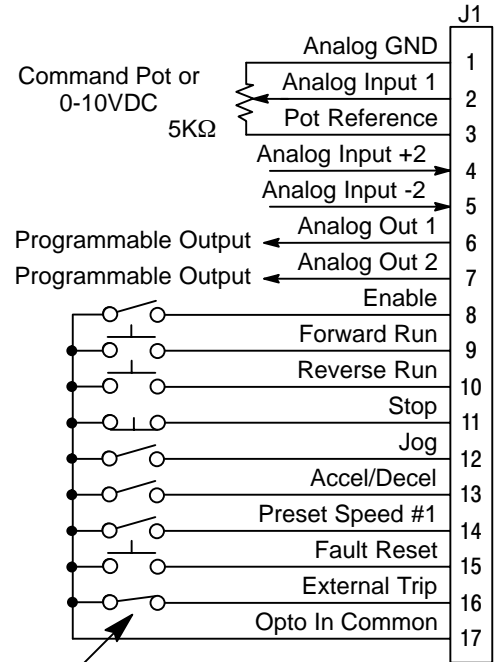 J1
Analog GND 1
Command Pot or
0-10VDC
Analog Input 1 2
5KΩ
Pot Reference 3
Analog Input +2 4
Analog Input -2 5
Programmable Output Analog Out 1 6
Programmable Output Analog Out 2 7
Enable 8
Forward Run 9
Reverse Run 10
Stop 11
Jog 12
Accel/Decel 13
Preset Speed #1 14
Fault Reset 15
External Trip 16
Opto In Common 17